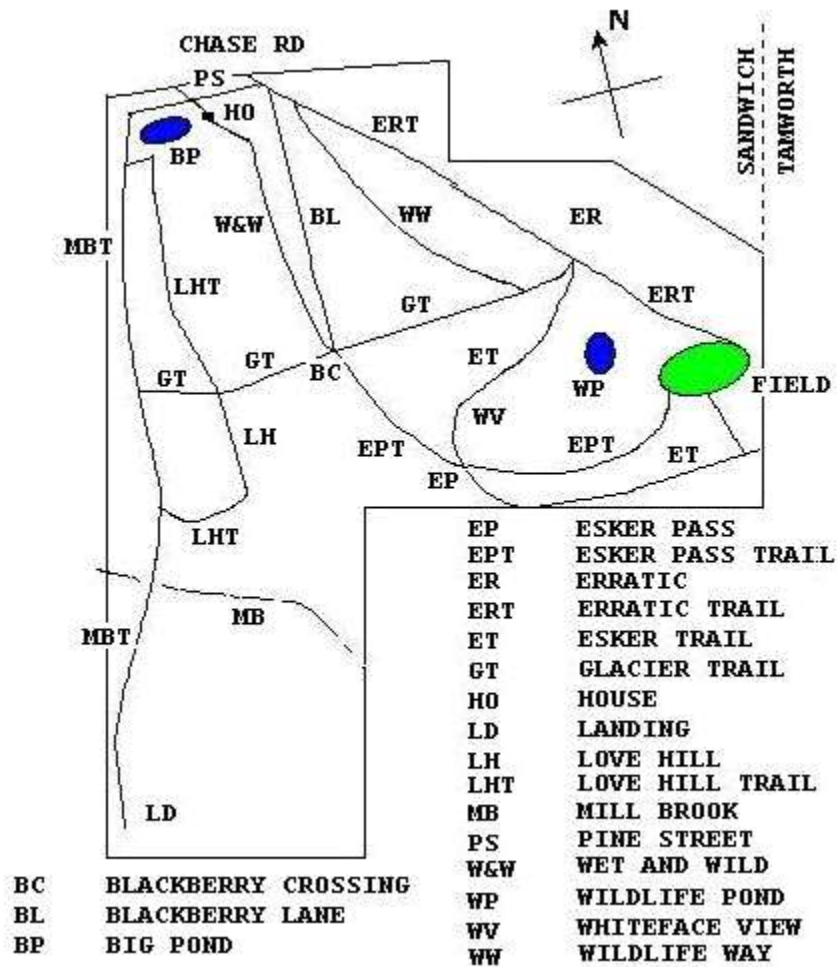 CHASE RD
N
PS
HO
SANDWICH
TAMWORTH
ERT
BP
WW
ER
W&W
BL
MBT
LHT
ERT
GT
GT
ET
GT
BC
WP
FIELD
WV
LH
EPT
EPT
ET
EP
LHT
MB
MBT
LD
EP ESKER PASS
EPT ESKER PASS TRAIL
ER ERRATIC
ERT ERRATIC TRAIL
ET ESKER TRAIL
GT GLACIER TRAIL
HO HOUSE
LD LANDING
LH LOVE HILL
LHT LOVE HILL TRAIL
MB MILL BROOK
PS PINE STREET
W&W WET AND WILD
WP WILDLIFE POND
WV WHITEFACE VIEW
WW WILDLIFE WAY
BC BLACKBERRY CROSSING
BL BLACKBERRY LANE
BP BIG POND